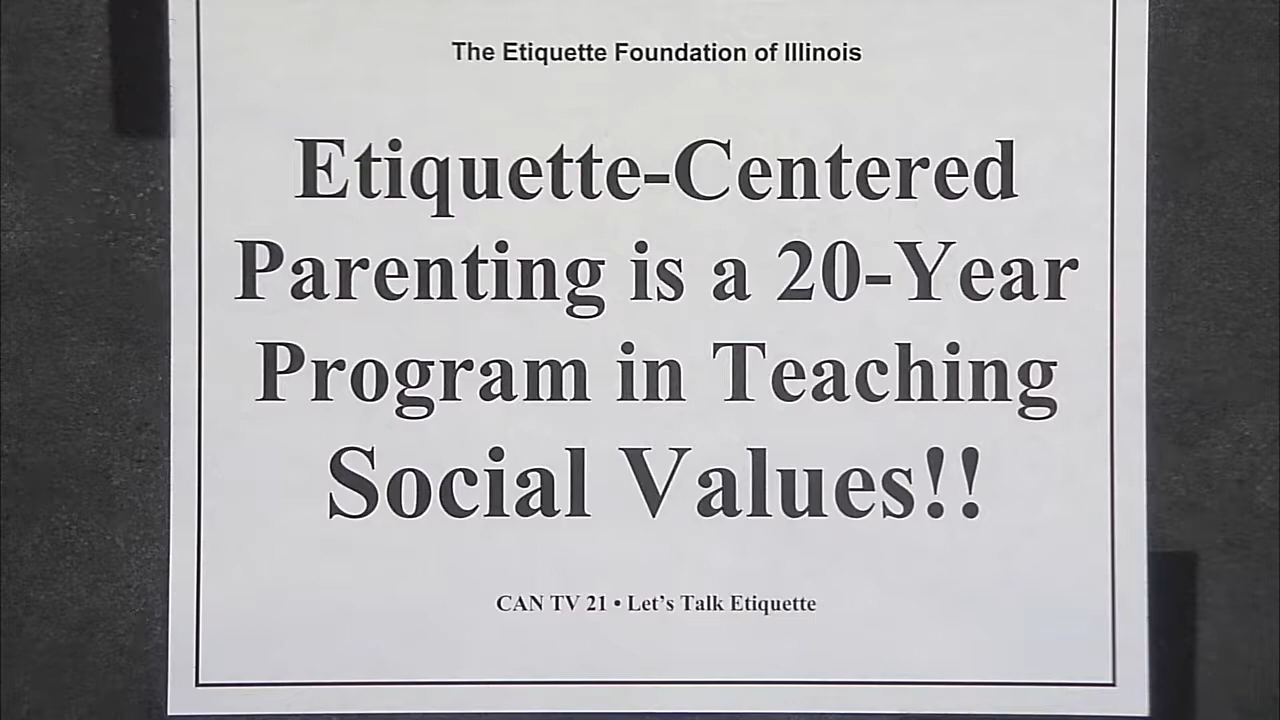 The Etiquette Foundation of Illinois
Etiquette-Centered
Parenting is a 20-Year
Program in Teaching
Social Values!!
CAN TV 21 • Let's Talk Etiquette